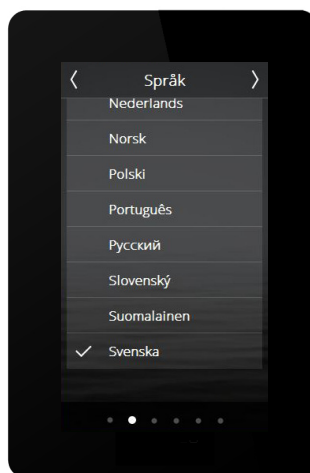 Språk
Nederlands
Norsk
Polski
Português
Русский
Slovenský
Suomalainen
Svenska